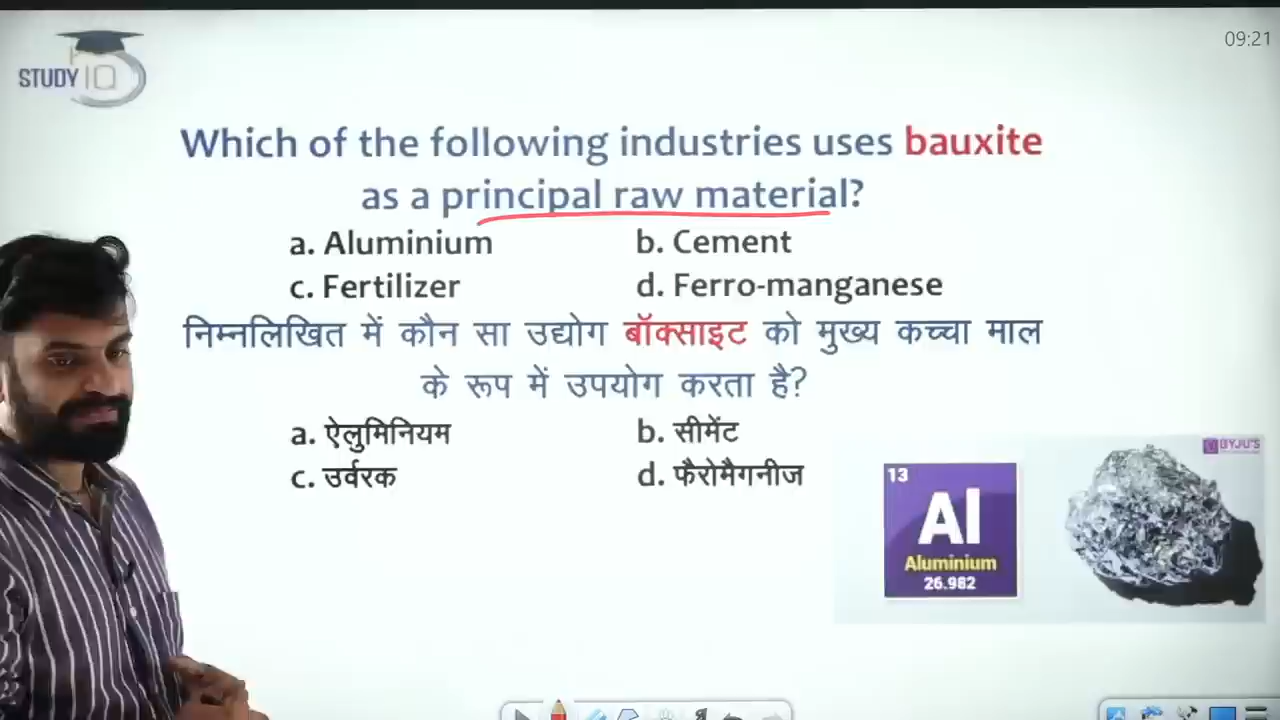 STUDY IQ
09:21
Which of the following industries uses bauxite
as a principal raw material?
a. Aluminium b. Cement
c. Fertilizer d. Ferro-manganese
निम्नलिखित में कौन सा उद्योग बॉक्साइट को मुख्य कच्चा माल
के रूप में उपयोग करता है?
a. ऐलुमिनियम b. सीमेंट
c. उर्वरक d. फैरोमैगनीज
BYJU'S
13
Al
Aluminium
26.982